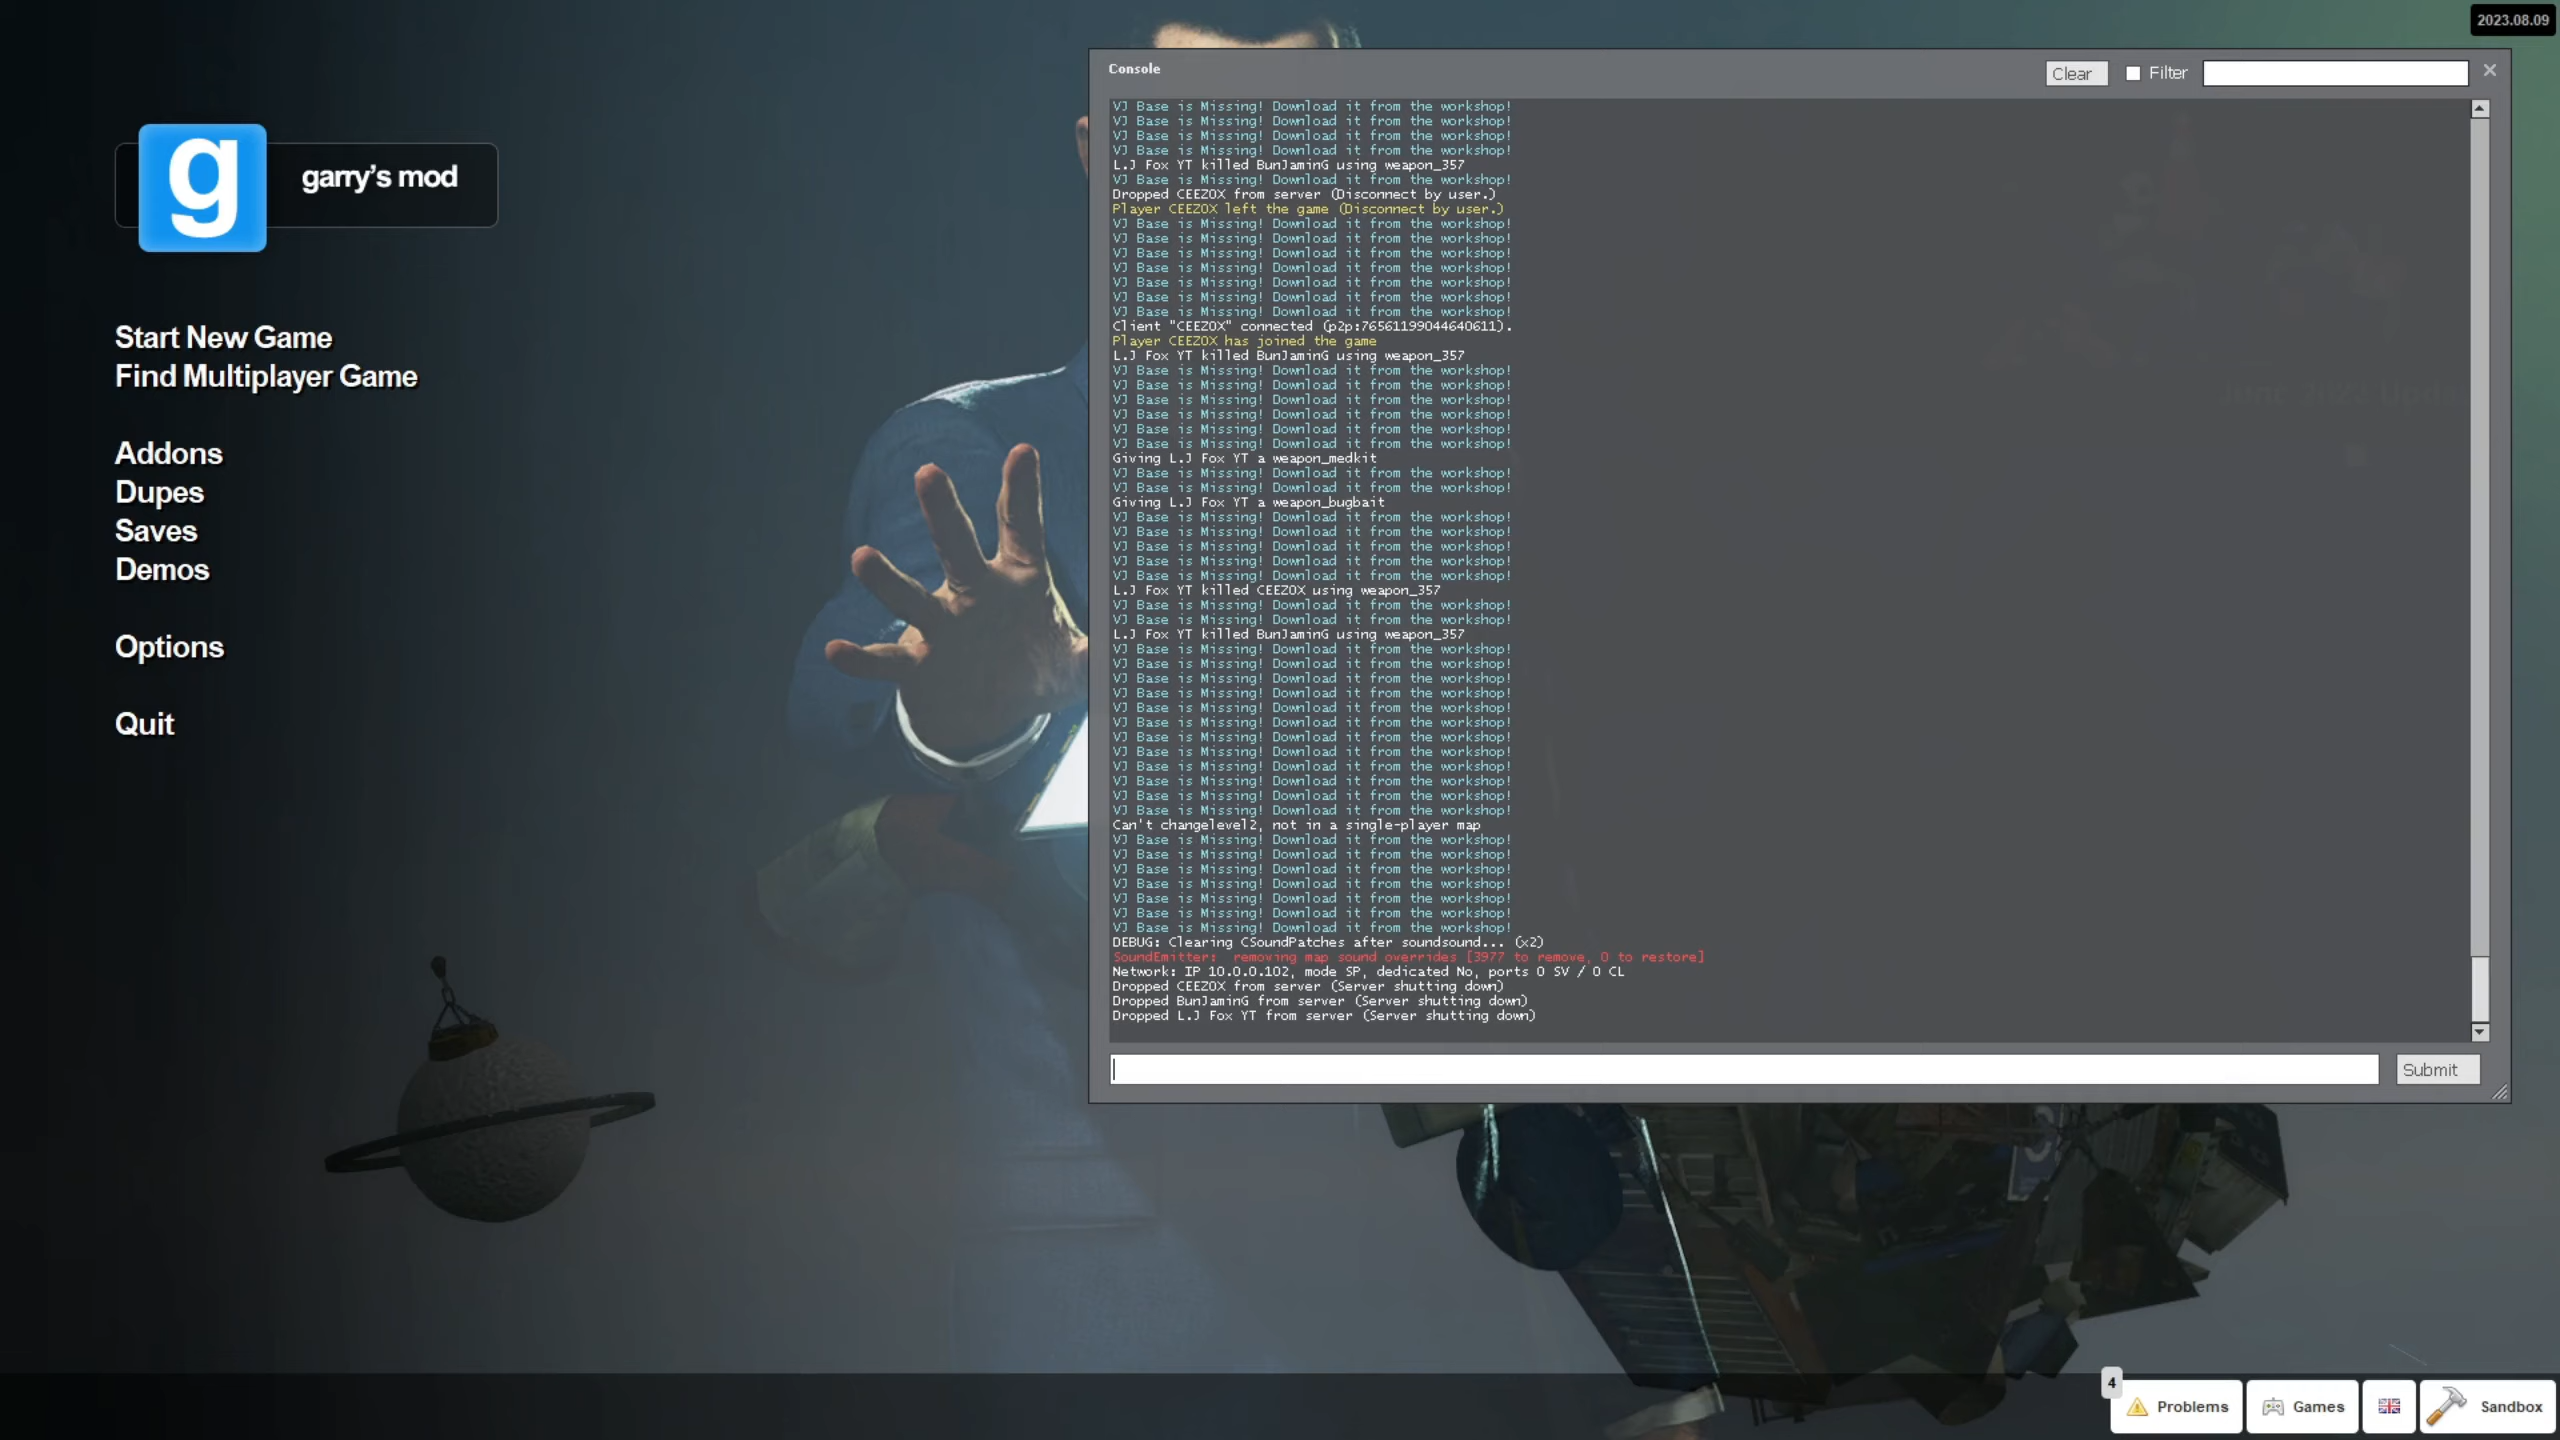 2023.08.09
g
garry's mod
Start New Game
Find Multiplayer Game
Addons
Dupes
Saves
Demos
Options
Quit
Console
Clear
Filter
VJ Base is Missing! Download it from the workshop!
VJ Base is Missing! Download it from the workshop!
VJ Base is Missing! Download it from the workshop!
VJ Base is Missing! Download it from the workshop!
L.J Fox YT killed BunJaminG using weapon_357
VJ Base is Missing! Download it from the workshop!
Dropped CEEZOX from server (Disconnect by user.)
Player CEEZOX left the game (Disconnect by user.)
VJ Base is Missing! Download it from the workshop!
VJ Base is Missing! Download it from the workshop!
VJ Base is Missing! Download it from the workshop!
VJ Base is Missing! Download it from the workshop!
VJ Base is Missing! Download it from the workshop!
VJ Base is Missing! Download it from the workshop!
VJ Base is Missing! Download it from the workshop!
Client "CEEZOX" connected (p2p:76561199044640611).
Player CEEZOX has joined the game
L.J Fox YT killed BunJaminG using weapon_357
VJ Base is Missing! Download it from the workshop!
VJ Base is Missing! Download it from the workshop!
VJ Base is Missing! Download it from the workshop!
VJ Base is Missing! Download it from the workshop!
VJ Base is Missing! Download it from the workshop!
VJ Base is Missing! Download it from the workshop!
Giving L.J Fox YT a weapon_medkit
VJ Base is Missing! Download it from the workshop!
VJ Base is Missing! Download it from the workshop!
Giving L.J Fox YT a weapon_bugbait
VJ Base is Missing! Download it from the workshop!
VJ Base is Missing! Download it from the workshop!
VJ Base is Missing! Download it from the workshop!
VJ Base is Missing! Download it from the workshop!
VJ Base is Missing! Download it from the workshop!
L.J Fox YT killed CEEZOX using weapon_357
VJ Base is Missing! Download it from the workshop!
VJ Base is Missing! Download it from the workshop!
L.J Fox YT killed BunJaminG using weapon_357
VJ Base is Missing! Download it from the workshop!
VJ Base is Missing! Download it from the workshop!
VJ Base is Missing! Download it from the workshop!
VJ Base is Missing! Download it from the workshop!
VJ Base is Missing! Download it from the workshop!
VJ Base is Missing! Download it from the workshop!
VJ Base is Missing! Download it from the workshop!
VJ Base is Missing! Download it from the workshop!
VJ Base is Missing! Download it from the workshop!
VJ Base is Missing! Download it from the workshop!
VJ Base is Missing! Download it from the workshop!
VJ Base is Missing! Download it from the workshop!
Can't changelevel2, not in a single-player map
VJ Base is Missing! Download it from the workshop!
VJ Base is Missing! Download it from the workshop!
VJ Base is Missing! Download it from the workshop!
VJ Base is Missing! Download it from the workshop!
VJ Base is Missing! Download it from the workshop!
VJ Base is Missing! Download it from the workshop!
VJ Base is Missing! Download it from the workshop!
DEBUG: Clearing CSoundPatches after soundsound... (x2)
SoundEmitter:  removing map sound overrides [3977 to remove, 0 to restore]
Network: IP 10.0.0.102, mode SP, dedicated No, ports 0 SV / 0 CL
Dropped CEEZOX from server (Server shutting down)
Dropped BunJaminG from server (Server shutting down)
Dropped L.J Fox YT from server (Server shutting down)
Submit
4
Problems
Games
Sandbox